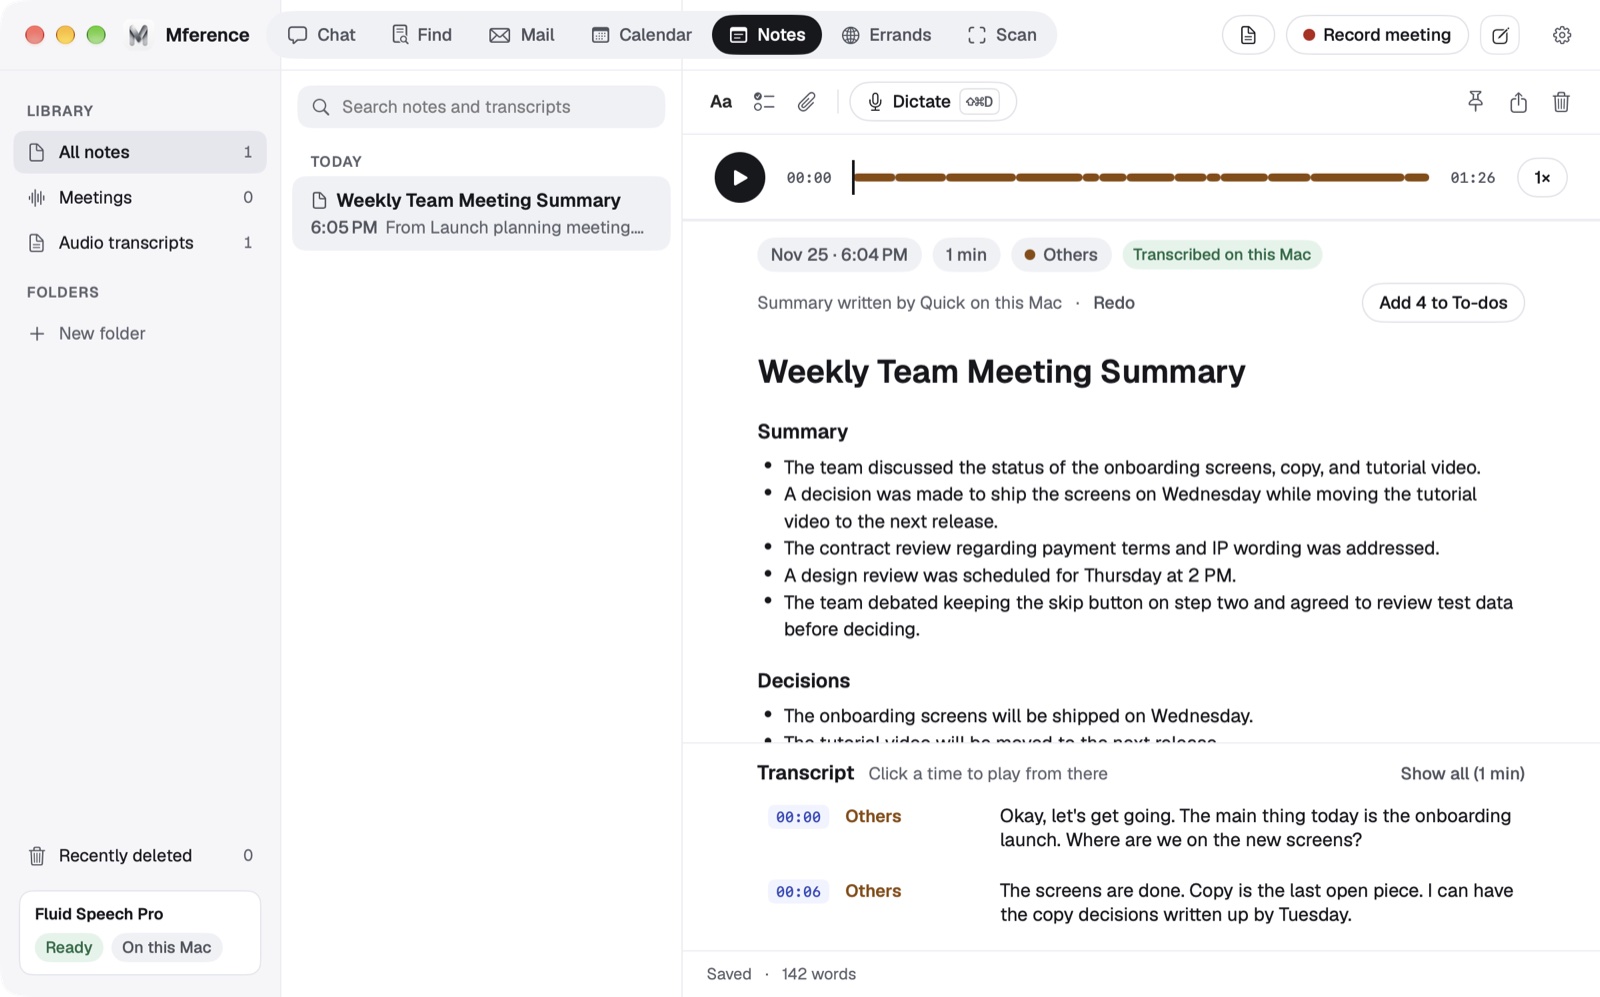 Mference
Chat
Find
Mail
Calendar
Notes
Errands
Scan
Record meeting
LIBRARY
All notes 1
Meetings 0
Audio transcripts 1
FOLDERS
New folder
Recently deleted 0
Fluid Speech Pro
Ready On this Mac
Search notes and transcripts
TODAY
Weekly Team Meeting Summary
6:05 PM From Launch planning meeting....
Aa
Dictate ⇧⌘D
00:00
01:26
1×
Nov 25 · 6:04 PM 1 min Others Transcribed on this Mac
Summary written by Quick on this Mac · Redo
Add 4 to To-dos
Weekly Team Meeting Summary
Summary
• The team discussed the status of the onboarding screens, copy, and tutorial video.
• A decision was made to ship the screens on Wednesday while moving the tutorial
video to the next release.
• The contract review regarding payment terms and IP wording was addressed.
• A design review was scheduled for Thursday at 2 PM.
• The team debated keeping the skip button on step two and agreed to review test data
before deciding.
Decisions
• The onboarding screens will be shipped on Wednesday.
• The tutorial video will be moved to the next release.
Transcript Click a time to play from there Show all (1 min)
00:00 Others Okay, let's get going. The main thing today is the onboarding
launch. Where are we on the new screens?
00:06 Others The screens are done. Copy is the last open piece. I can have
the copy decisions written up by Tuesday.
Saved · 142 words